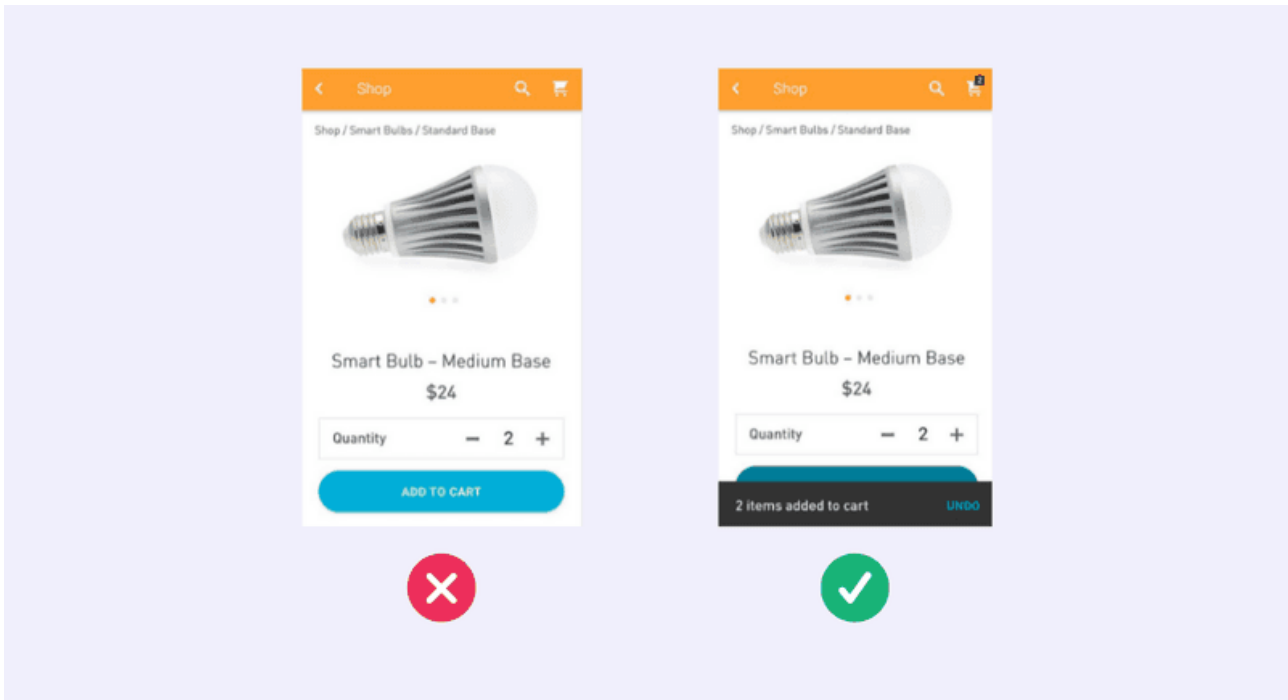 Shop
Shop / Smart Bulbs / Standard Base
Smart Bulb – Medium Base
$24
Quantity − 2 +
ADD TO CART
Shop
2
Shop / Smart Bulbs / Standard Base
Smart Bulb – Medium Base
$24
Quantity − 2 +
2 items added to cart UNDO